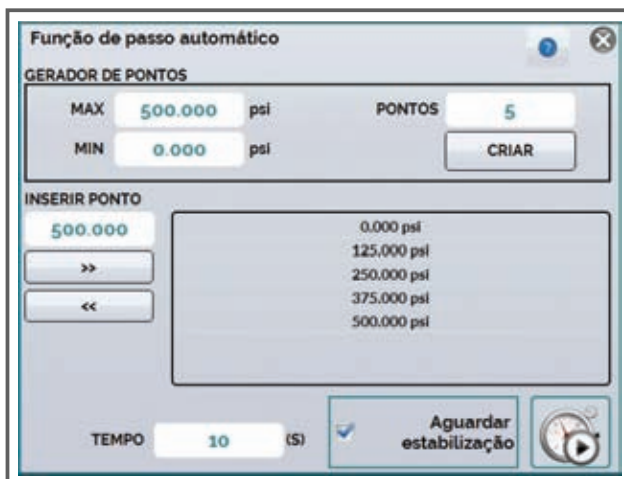 Função de passo automático
?
GERADOR DE PONTOS
MAX 500.000 psi PONTOS 5
MIN 0.000 psi CRIAR
INSERIR PONTO
500.000
>>
<<
0.000 psi
125.000 psi
250.000 psi
375.000 psi
500.000 psi
TEMPO 10 (S)
Aguardar
estabilização